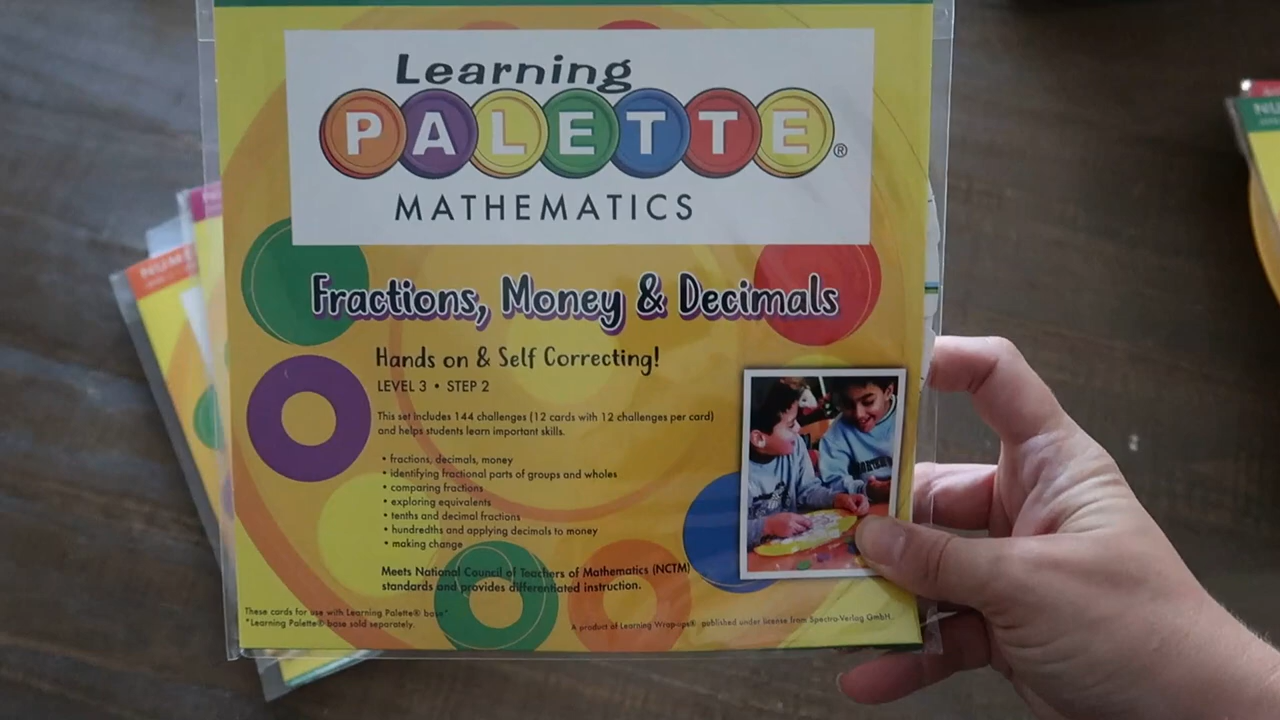 Learning
PALETTE®
MATHEMATICS
Fractions, Money & Decimals
Hands on & Self Correcting!
LEVEL 3 • STEP 2
This set includes 144 challenges (12 cards with 12 challenges per card)
and helps students learn important skills.
• fractions, decimals, money
• identifying fractional parts of groups and wholes
• comparing fractions
• exploring equivalents
• tenths and decimal fractions
• hundredths and applying decimals to money
• making change
Meets National Council of Teachers of Mathematics (NCTM)
standards and provides differentiated instruction.
These cards for use with Learning Palette® base*
*Learning Palette® base sold separately.
A product of Learning Wrap-ups® published under license from Spectra-Verlag GmbH.